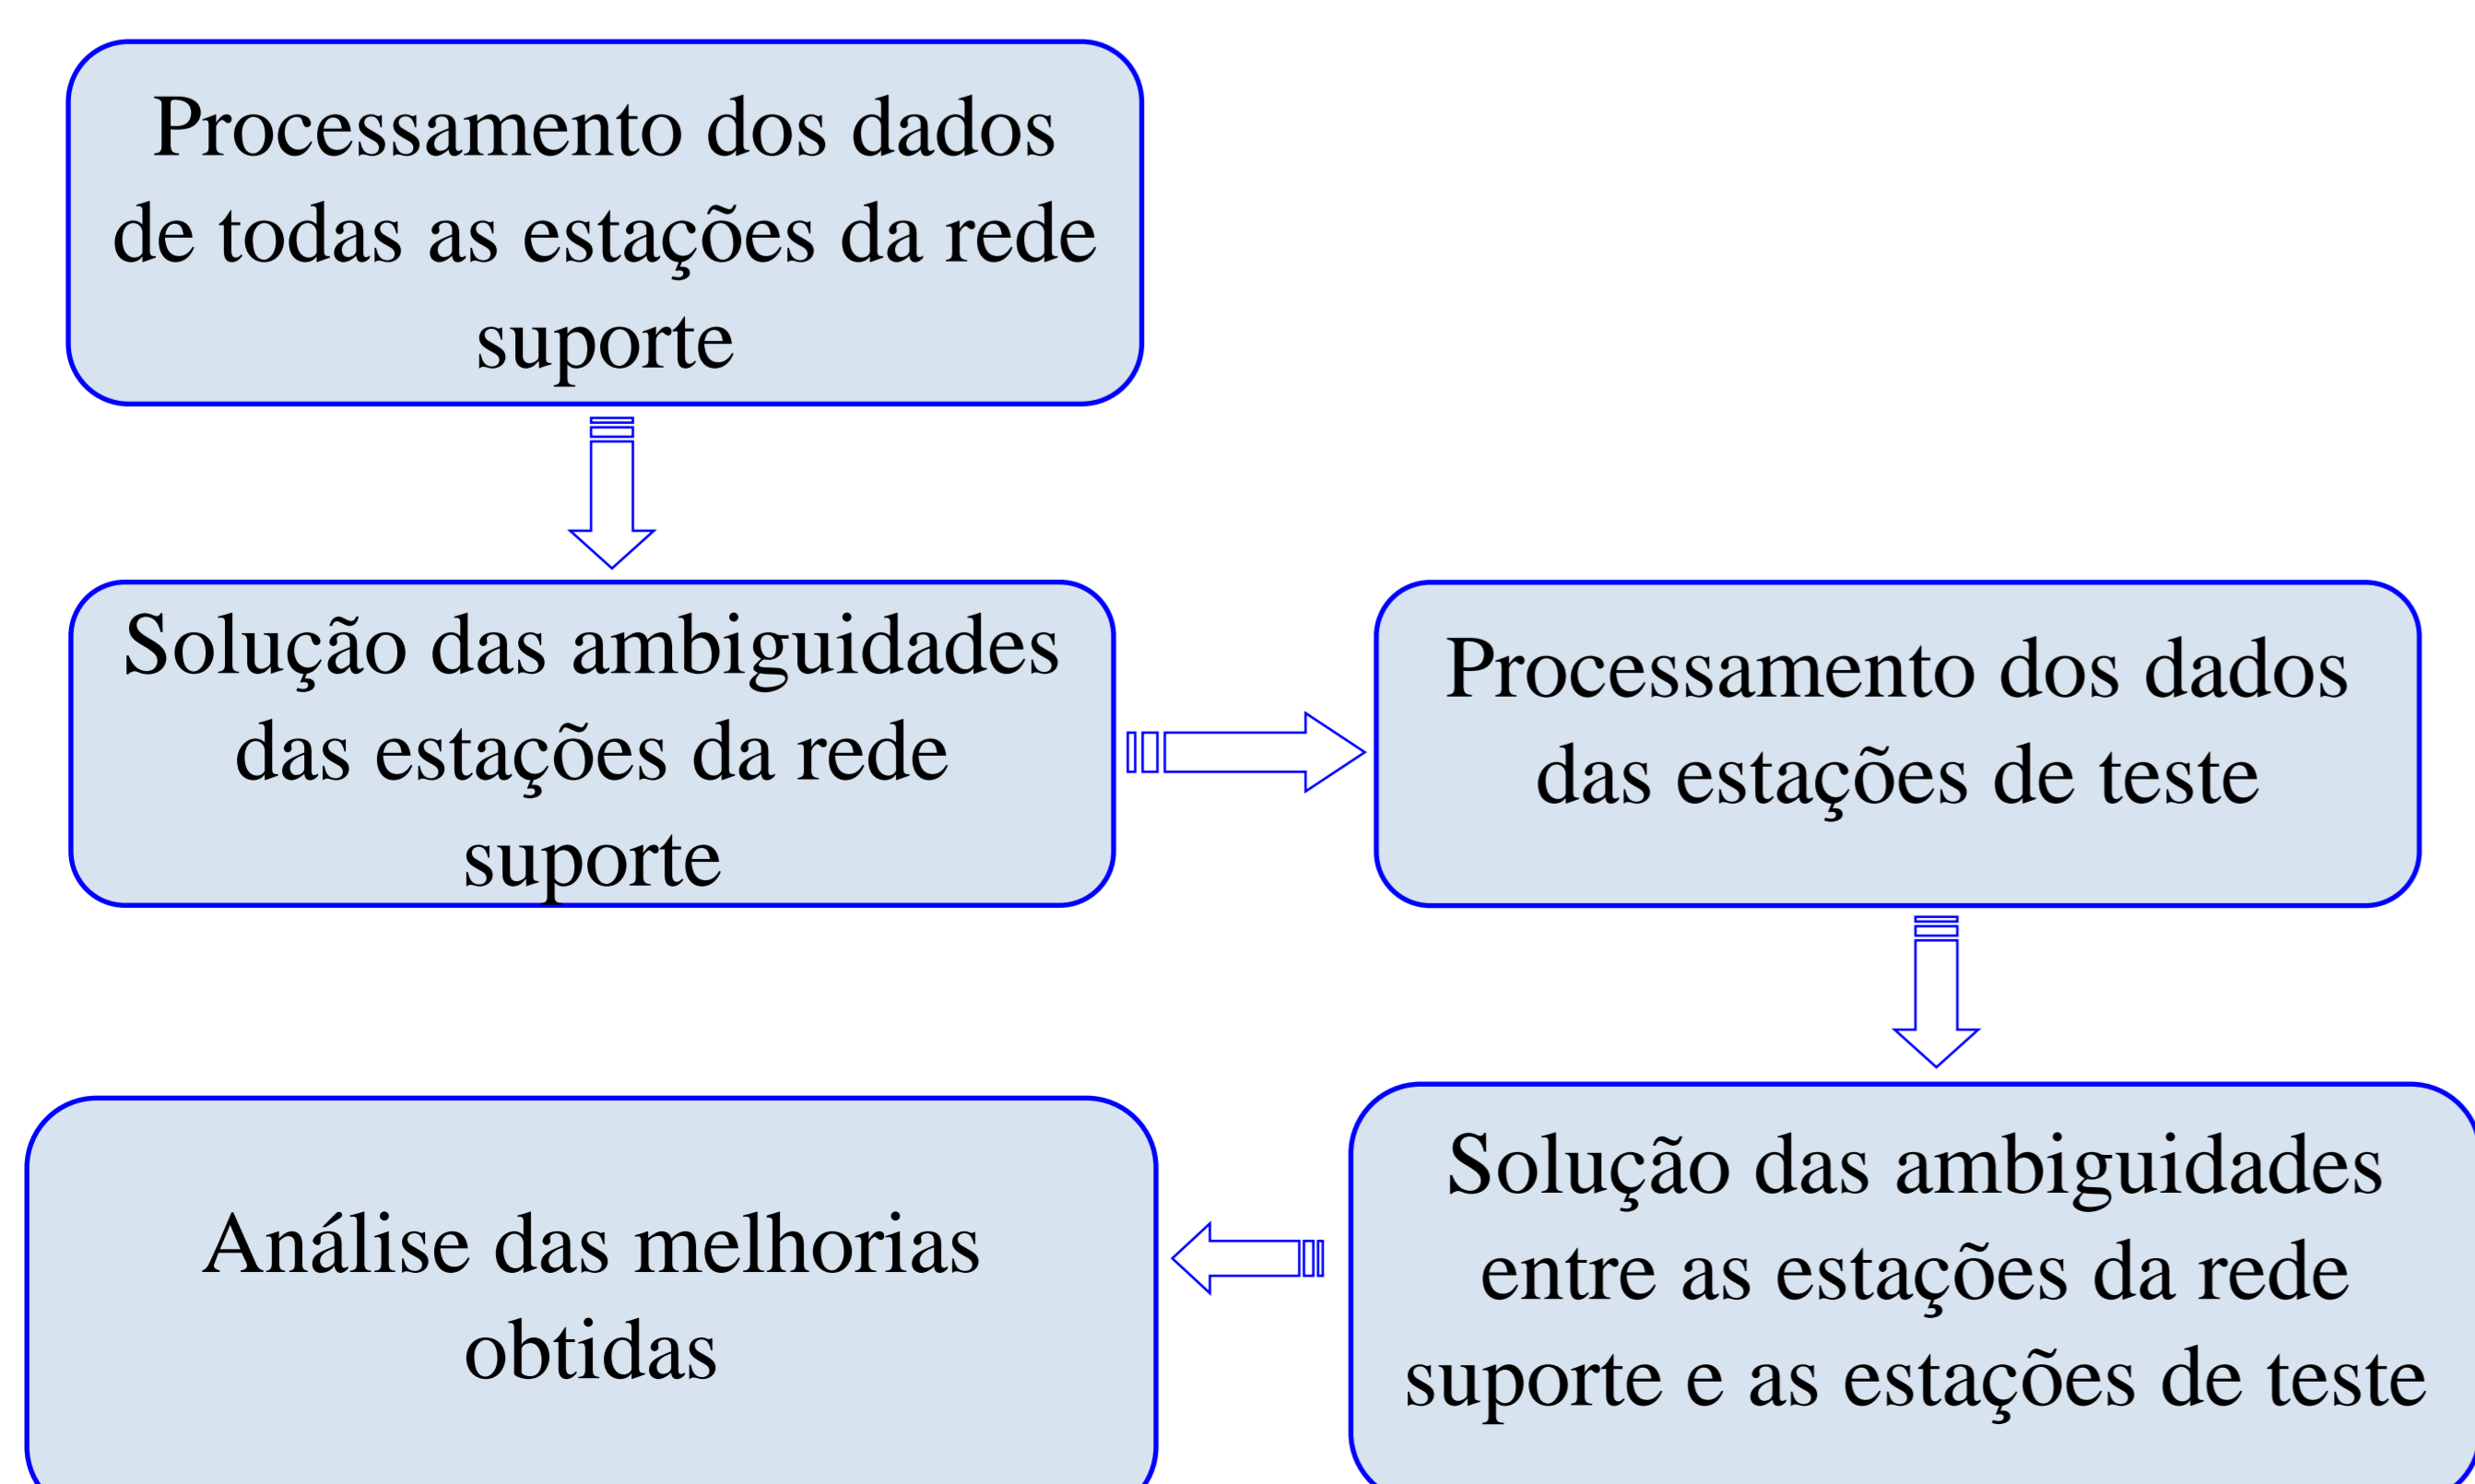 Processamento dos dados
de todas as estações da rede
suporte
Solução das ambiguidades
das estações da rede
suporte
Processamento dos dados
das estações de teste
Solução das ambiguidades
entre as estações da rede
suporte e as estações de teste
Análise das melhorias
obtidas